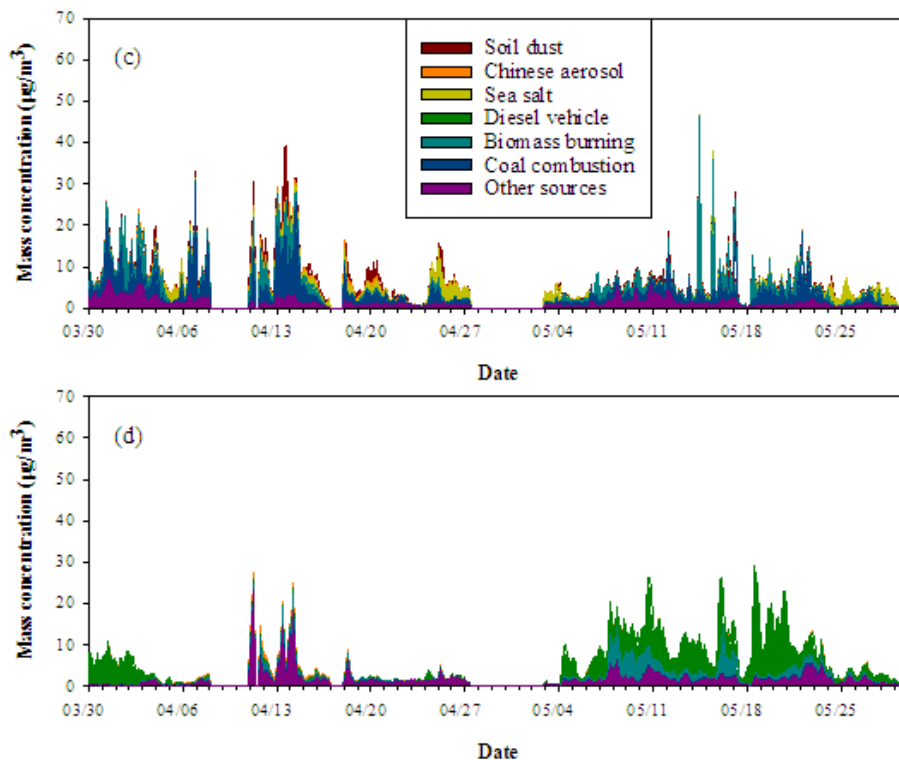 70
(c)
60
50
40
30
20
10
0
Mass concentration (µg/m³)
Soil dust
Chinese aerosol
Sea salt
Diesel vehicle
Biomass burning
Coal combustion
Other sources
03/30 04/06 04/13 04/20 04/27 05/04 05/11 05/18 05/25
Date
70
(d)
60
50
40
30
20
10
0
Mass concentration (µg/m³)
03/30 04/06 04/13 04/20 04/27 05/04 05/11 05/18 05/25
Date